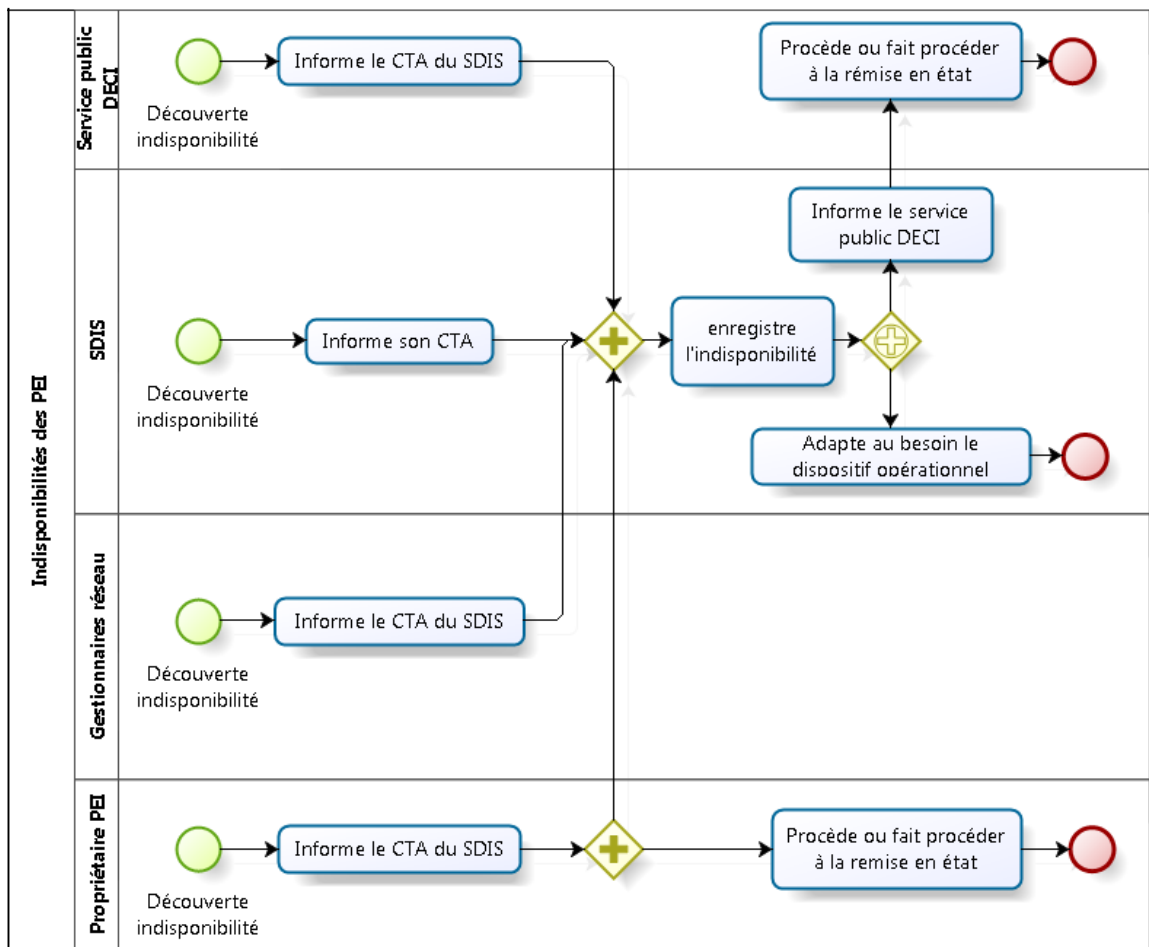 Indisponibilités des PEI
Service public
DECI
Découverte
indisponibilité
Informe le CTA du SDIS
Procède ou fait procéder
à la rémise en état
SDIS
Découverte
indisponibilité
Informe son CTA
enregistre
l'indisponibilité
Informe le service
public DECI
Adapte au besoin le
dispositif opérationnel
Gestionnaires réseau
Découverte
indisponibilité
Informe le CTA du SDIS
Propriétaire PEI
Découverte
indisponibilité
Informe le CTA du SDIS
Procède ou fait procéder
à la remise en état